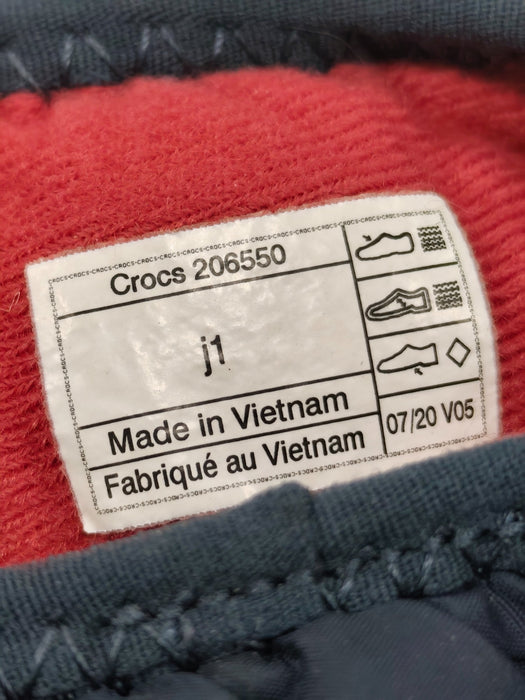 Crocs 206550
j1
Made in Vietnam
Fabriqué au Vietnam
07/20 V05